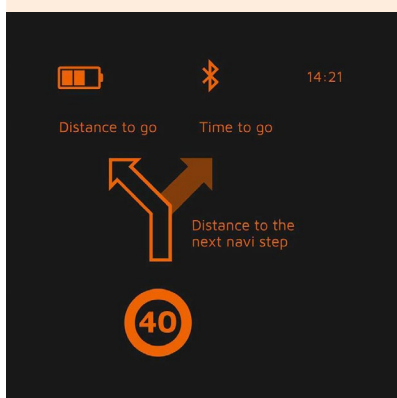 14:21
Distance to go
Time to go
Distance to the
next navi step
40